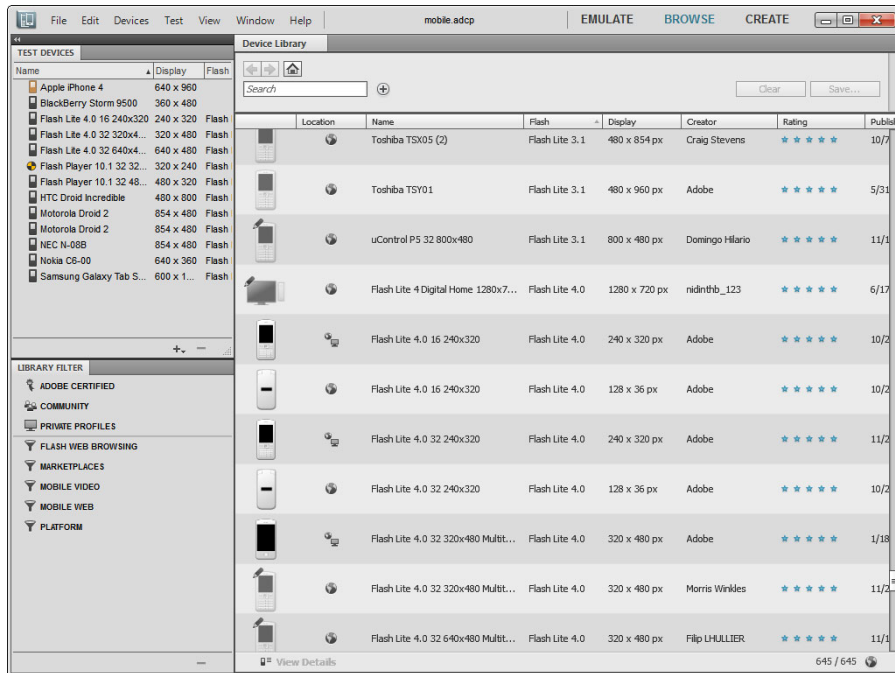 File Edit Devices Test View Window Help mobile.adcp EMULATE BROWSE CREATE
TEST DEVICES
Name Display Flash
Apple iPhone 4 640 x 960
BlackBerry Storm 9500 360 x 480
Flash Lite 4.0 16 240x320 240 x 320 Flash
Flash Lite 4.0 32 320x4... 320 x 480 Flash
Flash Lite 4.0 32 640x4... 640 x 480 Flash
Flash Player 10.1 32 32... 320 x 240 Flash
Flash Player 10.1 32 48... 480 x 320 Flash
HTC Droid Incredible 480 x 800 Flash
Motorola Droid 2 854 x 480 Flash
Motorola Droid 2 854 x 480 Flash
NEC N-08B 854 x 480 Flash
Nokia C6-00 640 x 360 Flash
Samsung Galaxy Tab S... 600 x 1... Flash
LIBRARY FILTER
ADOBE CERTIFIED
COMMUNITY
PRIVATE PROFILES
FLASH WEB BROWSING
MARKETPLACES
MOBILE VIDEO
MOBILE WEB
PLATFORM
Device Library
Search Clear Save...
Location Name Flash Display Creator Rating Publis
Toshiba TSX05 (2) Flash Lite 3.1 480 x 854 px Craig Stevens 10/7
Toshiba TSY01 Flash Lite 3.1 480 x 960 px Adobe 5/31
uControl P5 32 800x480 Flash Lite 3.1 800 x 480 px Domingo Hilario 11/1
Flash Lite 4 Digital Home 1280x7... Flash Lite 4.0 1280 x 720 px nidinthb_123 6/17
Flash Lite 4.0 16 240x320 Flash Lite 4.0 240 x 320 px Adobe 10/2
Flash Lite 4.0 16 240x320 Flash Lite 4.0 128 x 36 px Adobe 10/2
Flash Lite 4.0 32 240x320 Flash Lite 4.0 240 x 320 px Adobe 11/2
Flash Lite 4.0 32 240x320 Flash Lite 4.0 128 x 36 px Adobe 10/2
Flash Lite 4.0 32 320x480 Multit... Flash Lite 4.0 320 x 480 px Adobe 1/18
Flash Lite 4.0 32 320x480 Multit... Flash Lite 4.0 320 x 480 px Morris Winkles 11/2
Flash Lite 4.0 32 640x480 Multit... Flash Lite 4.0 320 x 480 px Filip LHULLIER 11/1
View Details 645 / 645